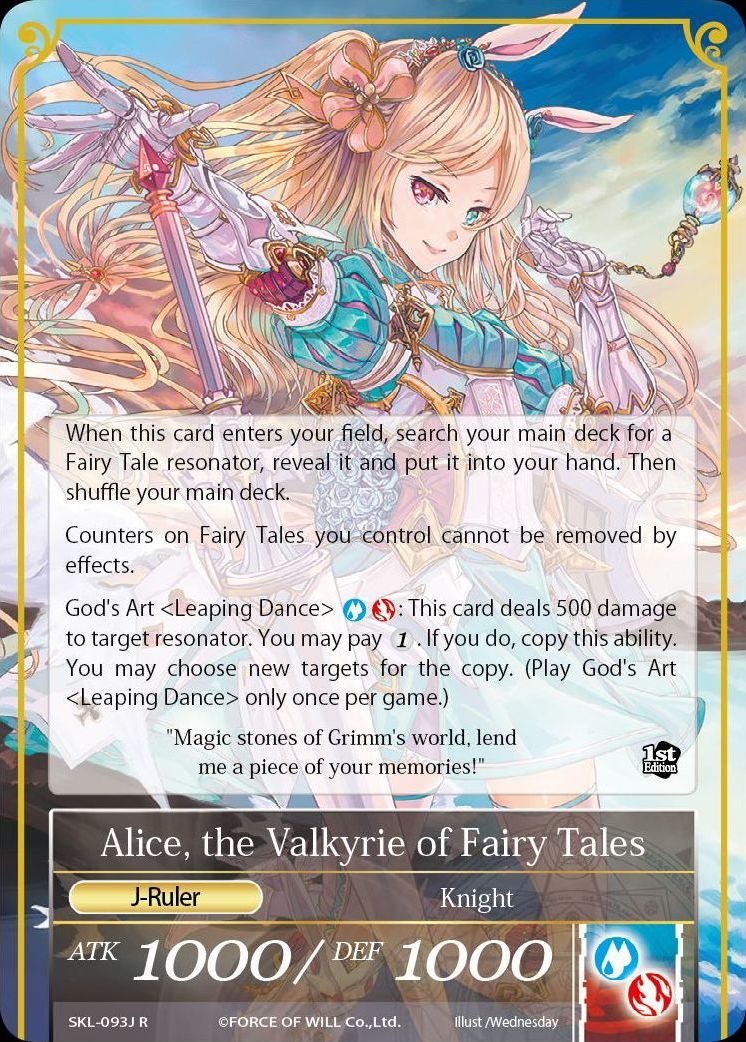 When this card enters your field, search your main deck for a
Fairy Tale resonator, reveal it and put it into your hand. Then
shuffle your main deck.
Counters on Fairy Tales you control cannot be removed by
effects.
God's Art <Leaping Dance> : This card deals 500 damage
to target resonator. You may pay 1 . If you do, copy this ability.
You may choose new targets for the copy. (Play God's Art
<Leaping Dance> only once per game.)
"Magic stones of Grimm's world, lend
me a piece of your memories!"
1st
Edition
Alice, the Valkyrie of Fairy Tales
J-Ruler
Knight
ATK 1000/ DEF 1000
SKL-093J R ©FORCE OF WILL Co.,Ltd. Illust /Wednesday